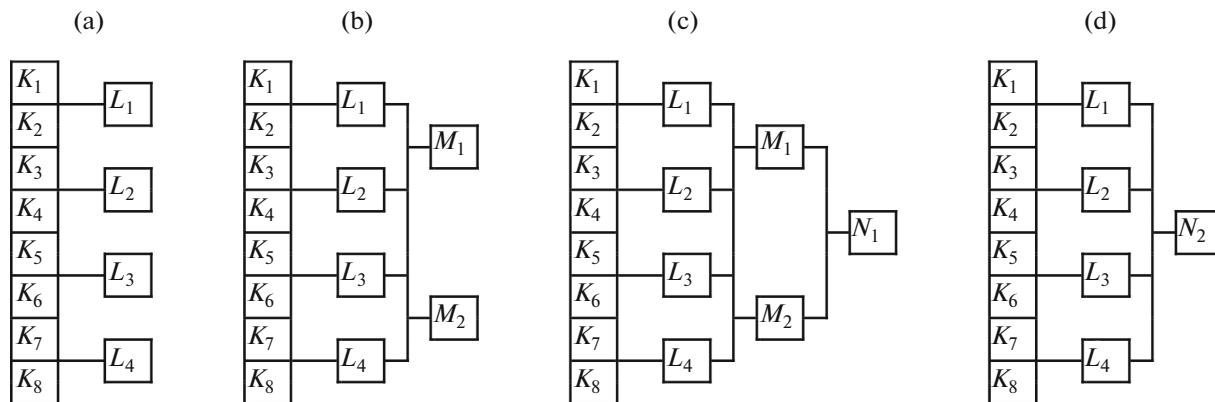 (a)
K₁
K₂
K₃
K₄
K₅
K₆
K₇
K₈
L₁
L₂
L₃
L₄
(b)
K₁
K₂
K₃
K₄
K₅
K₆
K₇
K₈
L₁
L₂
L₃
L₄
M₁
M₂
(c)
K₁
K₂
K₃
K₄
K₅
K₆
K₇
K₈
L₁
L₂
L₃
L₄
M₁
M₂
N₁
(d)
K₁
K₂
K₃
K₄
K₅
K₆
K₇
K₈
L₁
L₂
L₃
L₄
N₂